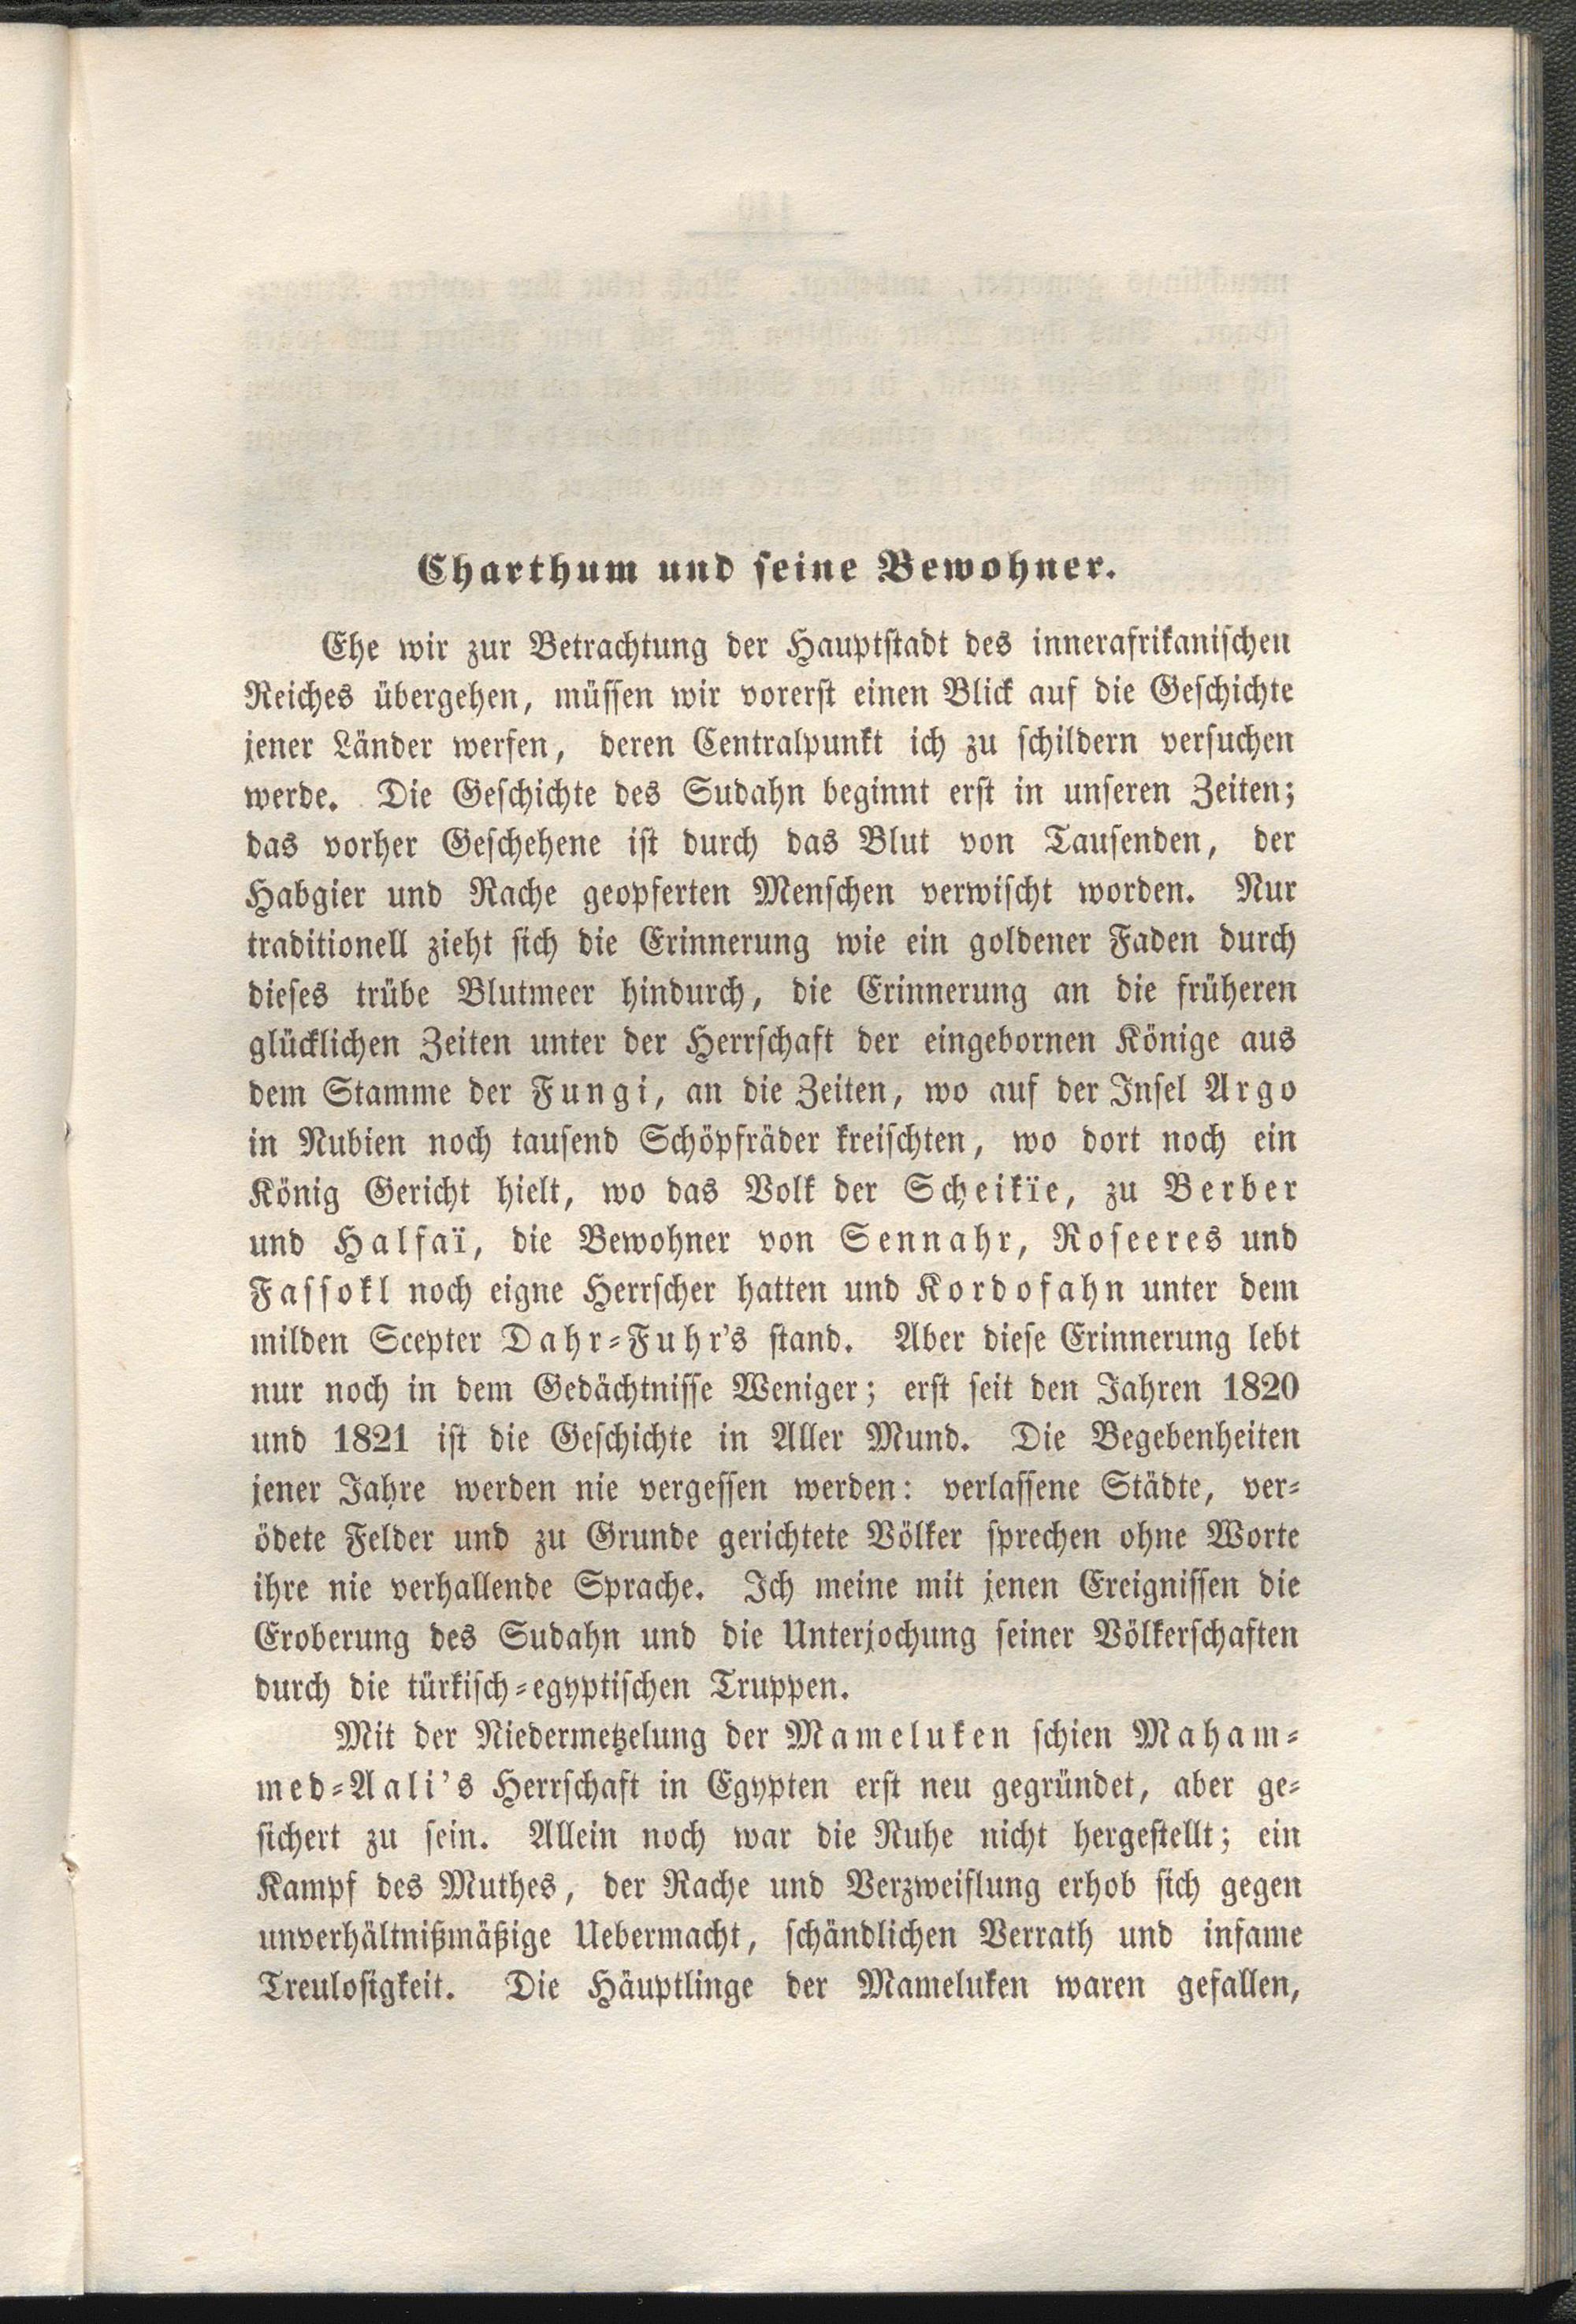 Charthum und seine Bewohner.
Ehe wir zur Betrachtung der Hauptstadt des innerafrikanischen
Reiches übergehen, müssen wir vorerst einen Blick auf die Geschichte
jener Länder werfen, deren Centralpunkt ich zu schildern versuchen
werde. Die Geschichte des Sudahn beginnt erst in unseren Zeiten;
das vorher Geschehene ist durch das Blut von Tausenden, der
Habgier und Rache geopferten Menschen verwischt worden. Nur
traditionell zieht sich die Erinnerung wie ein goldener Faden durch
dieses trübe Blutmeer hindurch, die Erinnerung an die früheren
glücklichen Zeiten unter der Herrschaft der eingebornen Könige aus
dem Stamme der Fungi, an die Zeiten, wo auf der Insel Argo
in Nubien noch tausend Schöpfräder kreischten, wo dort noch ein
König Gericht hielt, wo das Volk der Scheikïe, zu Berber
und Halfaï, die Bewohner von Sennahr, Roseeres und
Fassokl noch eigne Herrscher hatten und Kordofahn unter dem
milden Scepter Dahr-Fuhr's stand. Aber diese Erinnerung lebt
nur noch in dem Gedächtnisse Weniger; erst seit den Jahren 1820
und 1821 ist die Geschichte in Aller Mund. Die Begebenheiten
jener Jahre werden nie vergessen werden: verlassene Städte, ver-
ödete Felder und zu Grunde gerichtete Völker sprechen ohne Worte
ihre nie verhallende Sprache. Ich meine mit jenen Ereignissen die
Eroberung des Sudahn und die Unterjochung seiner Völkerschaften
durch die türkisch-egyptischen Truppen.
Mit der Niedermetzelung der Mameluken schien Maham-
med-Aali's Herrschaft in Egypten erst neu gegründet, aber ge-
sichert zu sein. Allein noch war die Ruhe nicht hergestellt; ein
Kampf des Muthes, der Rache und Verzweiflung erhob sich gegen
unverhältnißmäßige Uebermacht, schändlichen Verrath und infame
Treulosigkeit. Die Häuptlinge der Mameluken waren gefallen,